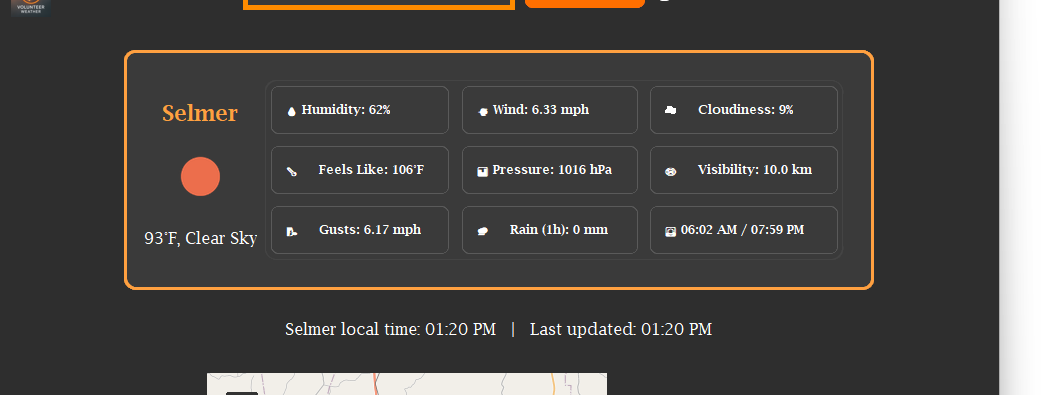 VOLUNTEER
WEATHER
Selmer
93°F, Clear Sky
Humidity: 62%
Wind: 6.33 mph
Cloudiness: 9%
Feels Like: 106°F
Pressure: 1016 hPa
Visibility: 10.0 km
Gusts: 6.17 mph
Rain (1h): 0 mm
06:02 AM / 07:59 PM
Selmer local time: 01:20 PM | Last updated: 01:20 PM